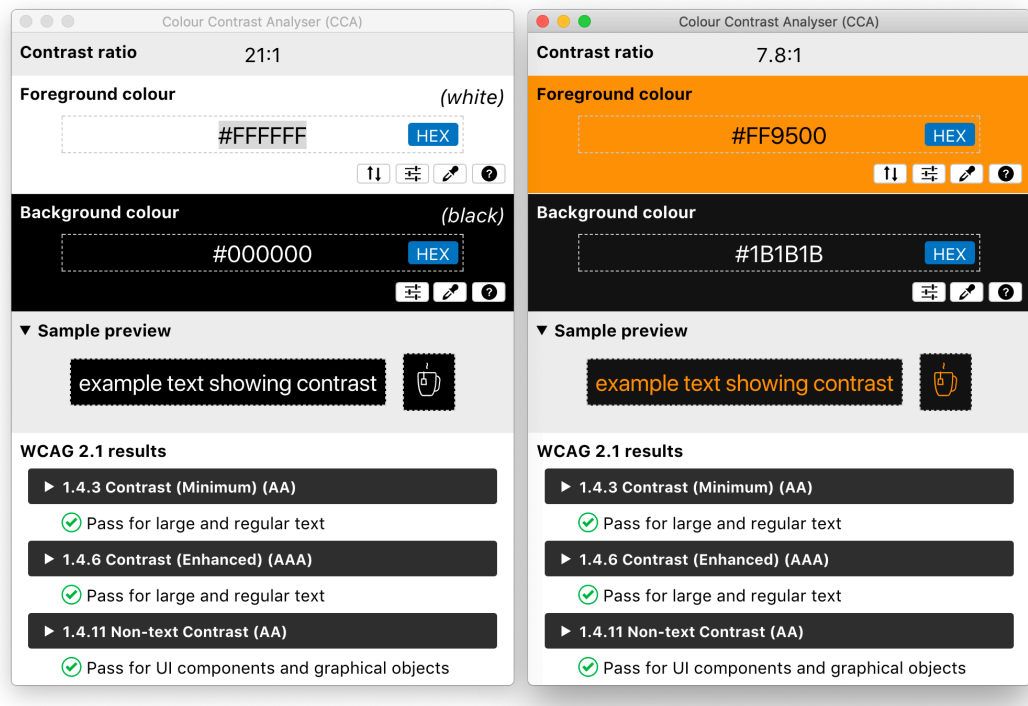 Colour Contrast Analyser (CCA)
Contrast ratio 21:1
Foreground colour (white)
#FFFFFF HEX
Background colour (black)
#000000 HEX
▼ Sample preview
example text showing contrast
WCAG 2.1 results
▶ 1.4.3 Contrast (Minimum) (AA)
Pass for large and regular text
▶ 1.4.6 Contrast (Enhanced) (AAA)
Pass for large and regular text
▶ 1.4.11 Non-text Contrast (AA)
Pass for UI components and graphical objects
Colour Contrast Analyser (CCA)
Contrast ratio 7.8:1
Foreground colour
#FF9500 HEX
Background colour
#1B1B1B HEX
▼ Sample preview
example text showing contrast
WCAG 2.1 results
▶ 1.4.3 Contrast (Minimum) (AA)
Pass for large and regular text
▶ 1.4.6 Contrast (Enhanced) (AAA)
Pass for large and regular text
▶ 1.4.11 Non-text Contrast (AA)
Pass for UI components and graphical objects